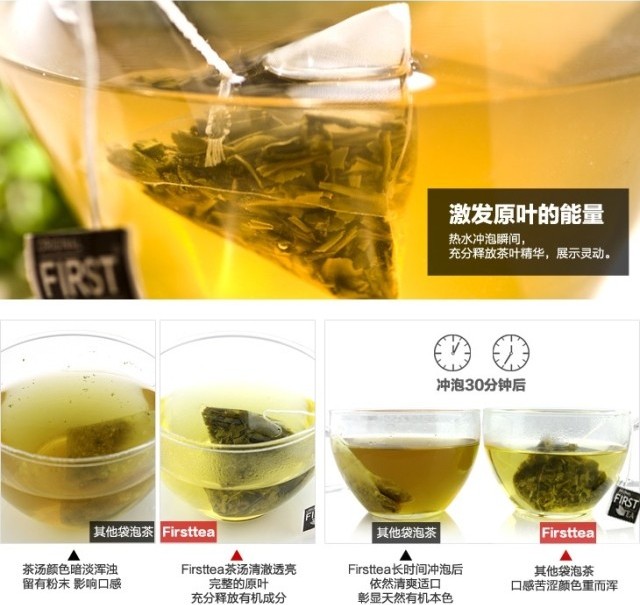 激发原叶的能量
热水冲泡瞬间，
充分释放茶叶精华，展示灵动。
ORIGINAL
FIRST
其他袋泡茶
Firsttea
茶汤颜色暗淡浑浊
留有粉末 影响口感
Firsttea茶汤清澈透亮
完整的原叶
充分释放有机成分
冲泡30分钟后
FIRST
TEA
其他袋泡茶
Firsttea
Firsttea长时间冲泡后
依然清爽适口
彰显天然有机本色
其他袋泡茶
口感苦涩颜色重而浑